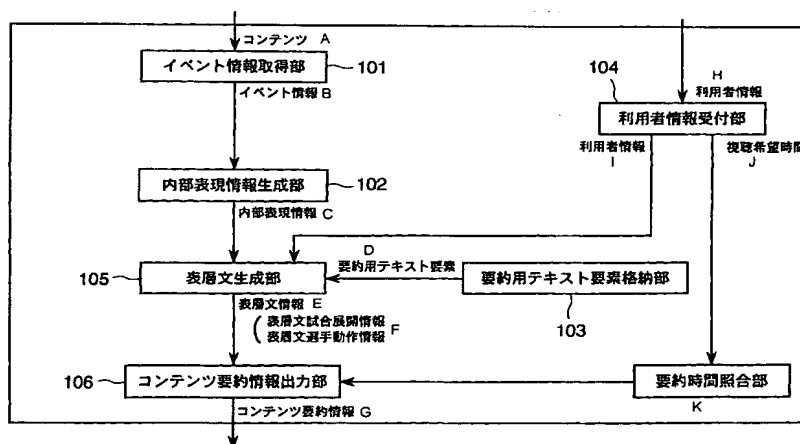 コンテンツ A
イベント情報取得部
101
イベント情報 B
104
H
利用者情報
利用者情報受付部
利用者情報
I
視聴希望時間
J
内部表現情報生成部
102
内部表現情報 C
D
要約用テキスト要素
105
表層文生成部
要約用テキスト要素格納部
103
表層文情報 E
表層文試合展開情報
表層文選手動作情報
F
106
コンテンツ要約情報出力部
要約時間照合部
K
コンテンツ要約情報 G